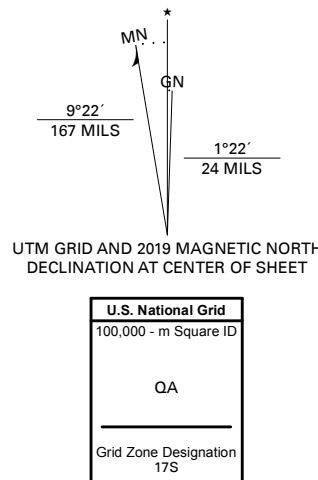 ★
MN
GN
9°22´
167 MILS
1°22´
24 MILS
UTM GRID AND 2019 MAGNETIC NORTH
DECLINATION AT CENTER OF SHEET
U.S. National Grid
100,000 - m Square ID
QA
Grid Zone Designation
17S